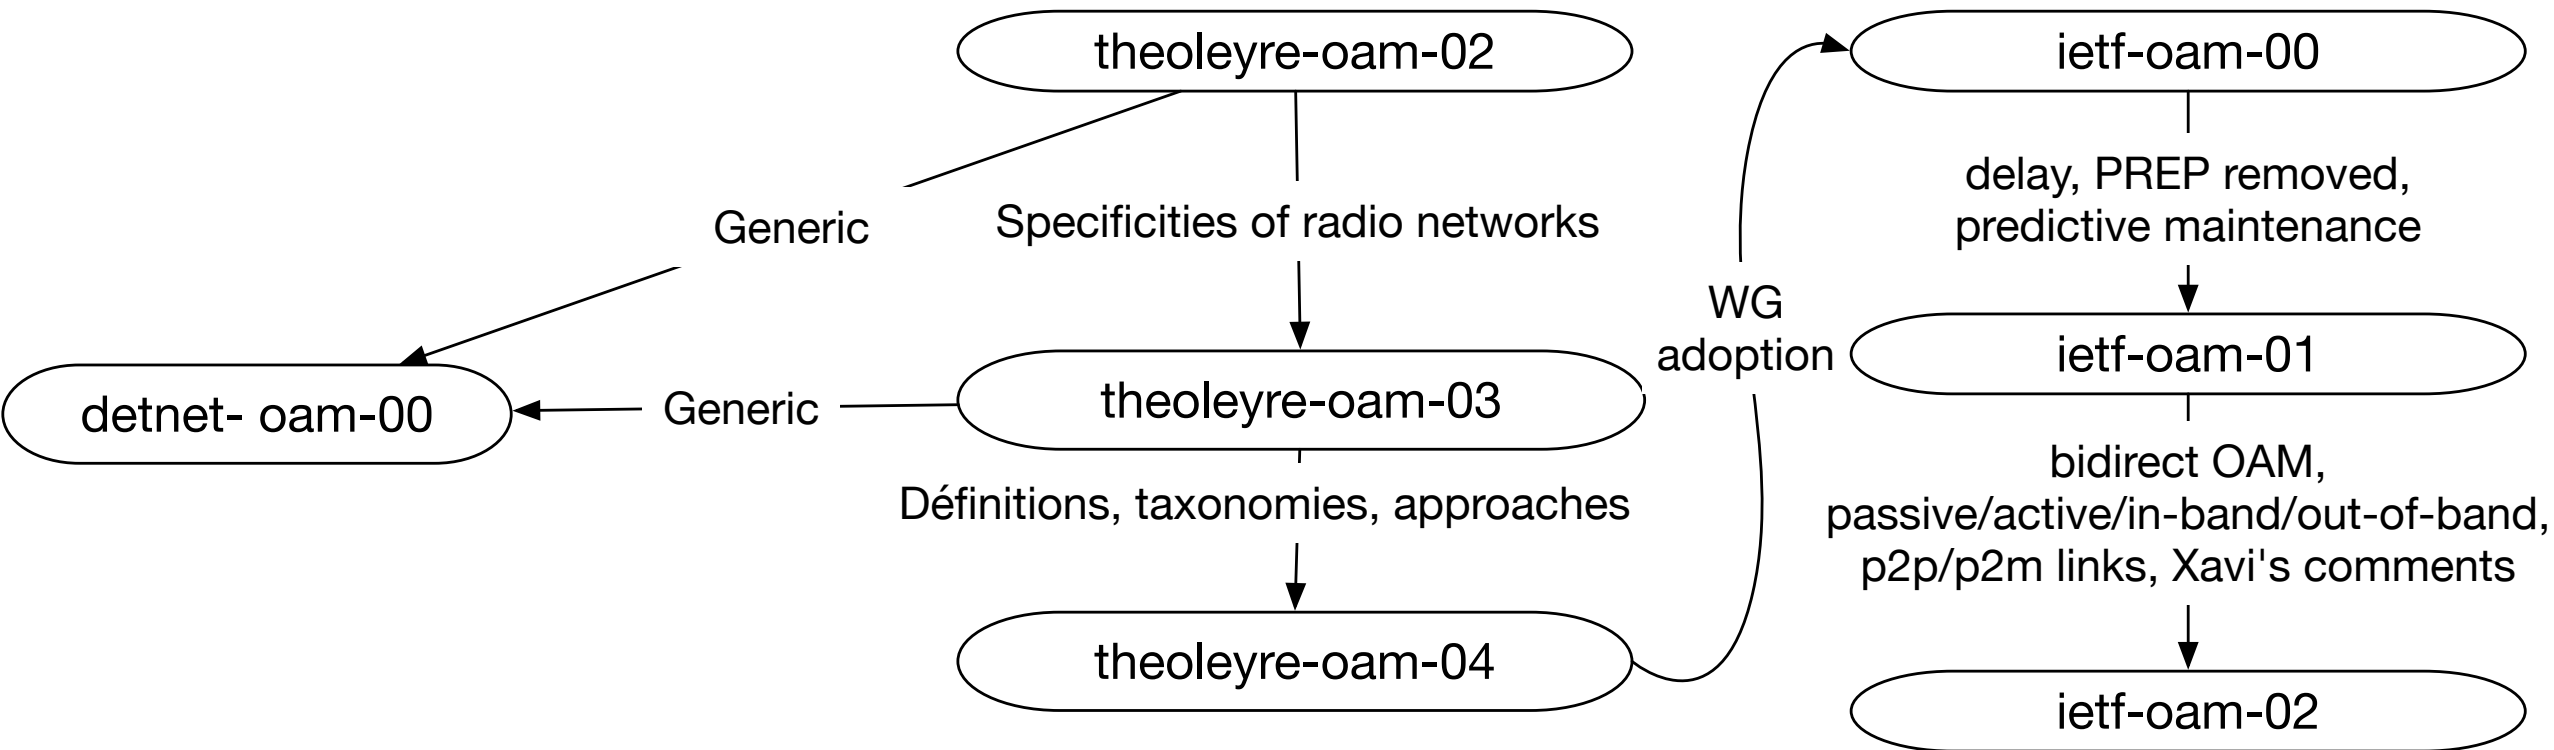 theoleyre-oam-02
ietf-oam-00
Generic
Specificities of radio networks
delay, PREP removed,
predictive maintenance
WG
adoption
detnet- oam-00
Generic
theoleyre-oam-03
ietf-oam-01
Définitions, taxonomies, approaches
bidirect OAM,
passive/active/in-band/out-of-band,
p2p/p2m links, Xavi's comments
theoleyre-oam-04
ietf-oam-02